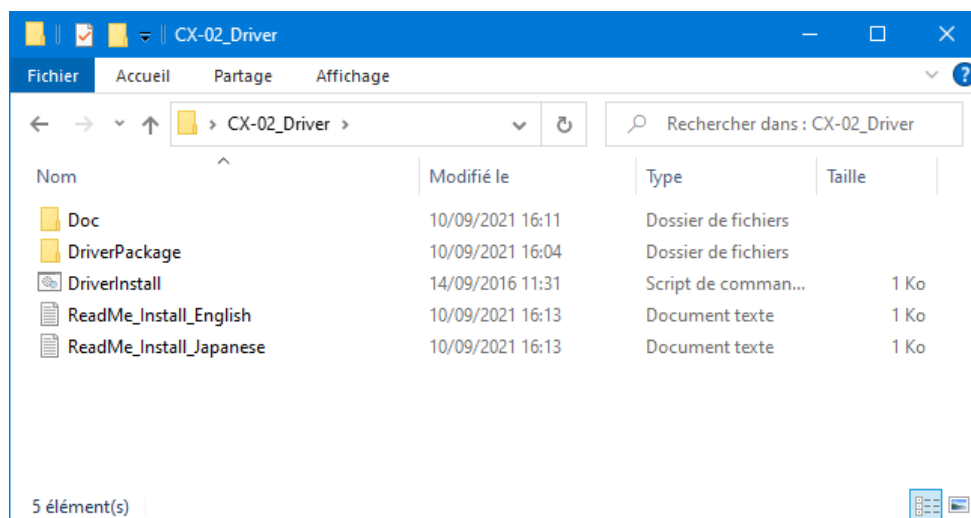 CX-02_Driver
Fichier Accueil Partage Affichage ?
CX-02_Driver Rechercher dans : CX-02_Driver
Nom Modifié le Type Taille
Doc 10/09/2021 16:11 Dossier de fichiers
DriverPackage 10/09/2021 16:04 Dossier de fichiers
DriverInstall 14/09/2016 11:31 Script de comman... 1 Ko
ReadMe_Install_English 10/09/2021 16:13 Document texte 1 Ko
ReadMe_Install_Japanese 10/09/2021 16:13 Document texte 1 Ko
5 élément(s)